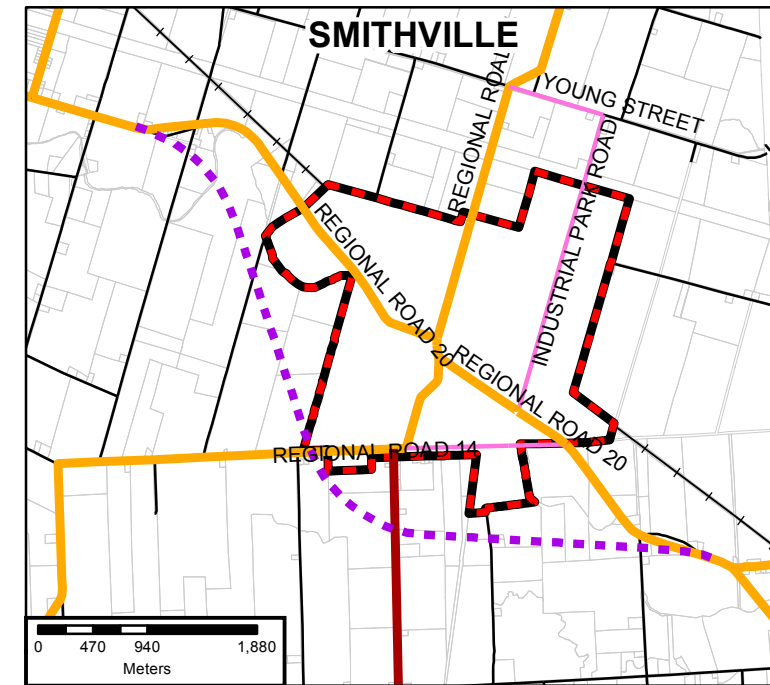 SMITHVILLE
YOUNG STREET
REGIONAL ROAD
INDUSTRIAL PARK ROAD
REGIONAL ROAD 20
REGIONAL ROAD 20
REGIONAL ROAD 14
0 470 940 1,880
Meters